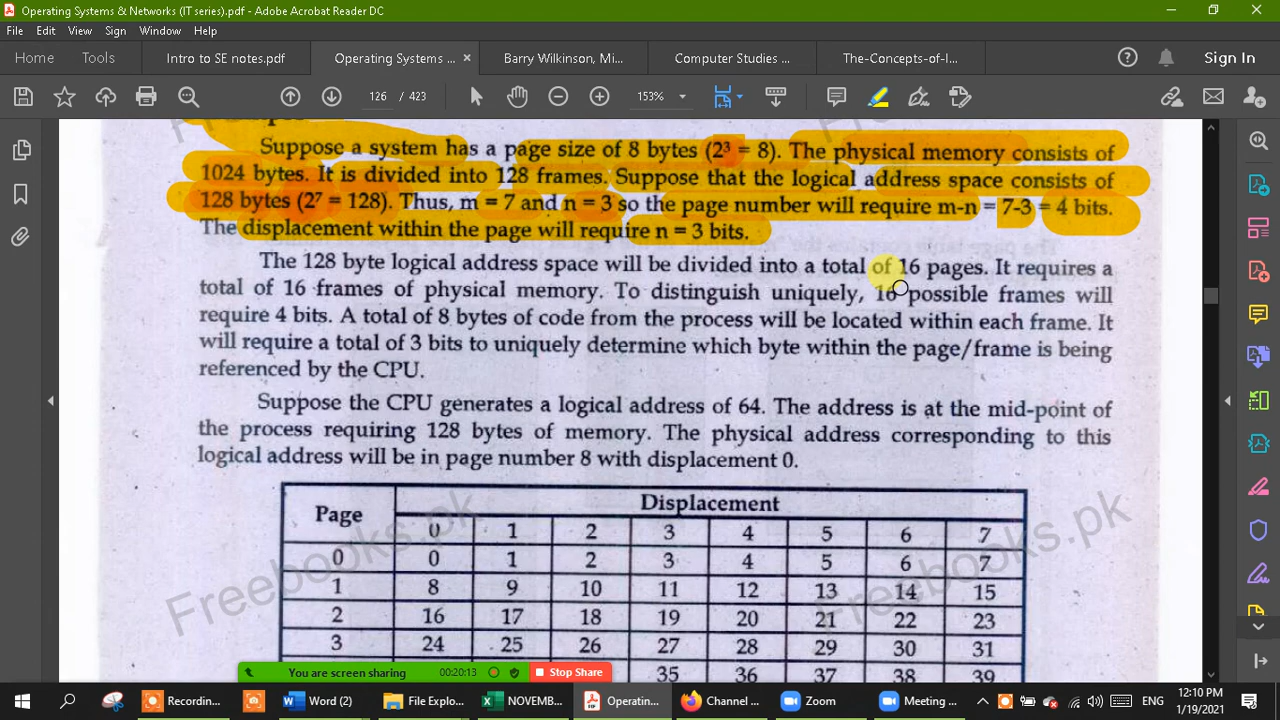 Operating Systems & Networks (IT series).pdf - Adobe Acrobat Reader DC
File Edit View Sign Window Help
Home Tools Intro to SE notes.pdf Operating Systems ... × Barry Wilkinson, Mi... Computer Studies ... The-Concepts-of-I... Sign In
126 / 423 153%
Suppose a system has a page size of 8 bytes (2³ = 8). The physical memory consists of
1024 bytes. It is divided into 128 frames. Suppose that the logical address space consists of
128 bytes (2⁷ = 128). Thus, m = 7 and n = 3 so the page number will require m-n = 7-3 = 4 bits.
The displacement within the page will require n = 3 bits.
The 128 byte logical address space will be divided into a total of 16 pages. It requires a
total of 16 frames of physical memory. To distinguish uniquely, 16 possible frames will
require 4 bits. A total of 8 bytes of code from the process will be located within each frame. It
will require a total of 3 bits to uniquely determine which byte within the page/frame is being
referenced by the CPU.
Suppose the CPU generates a logical address of 64. The address is at the mid-point of
the process requiring 128 bytes of memory. The physical address corresponding to this
logical address will be in page number 8 with displacement 0.
Page Displacement
0 1 2 3 4 5 6 7
0 0 1 2 3 4 5 6 7
1 8 9 10 11 12 13 14 15
2 16 17 18 19 20 21 22 23
3 24 25 26 27 28 29 30 31
35 36 37 38 39
Freebooks.pk
Freebooks.pk
You are screen sharing 00:20:13 Stop Share
Recordin... Word (2) File Explo... NOVEMB... Operatin... Channel ... Zoom Meeting ... ENG 12:10 PM
1/19/2021